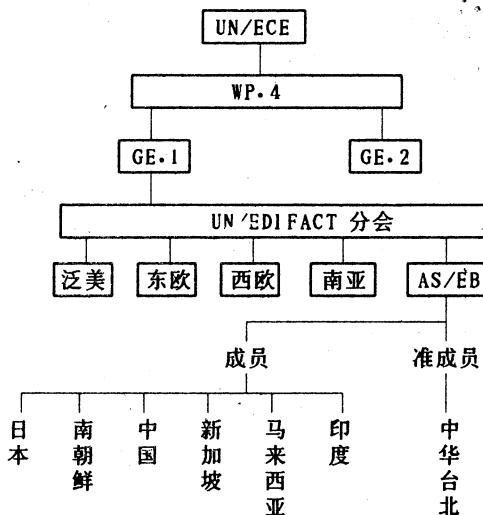 UN/ECE
WP.4
GE.1
GE.2
UN/EDIFACT 分会
泛美
东欧
西欧
南亚
AS/EB
成员
准成员
日本
南朝鲜
中国
新加坡
马来西亚
印度
中华台北